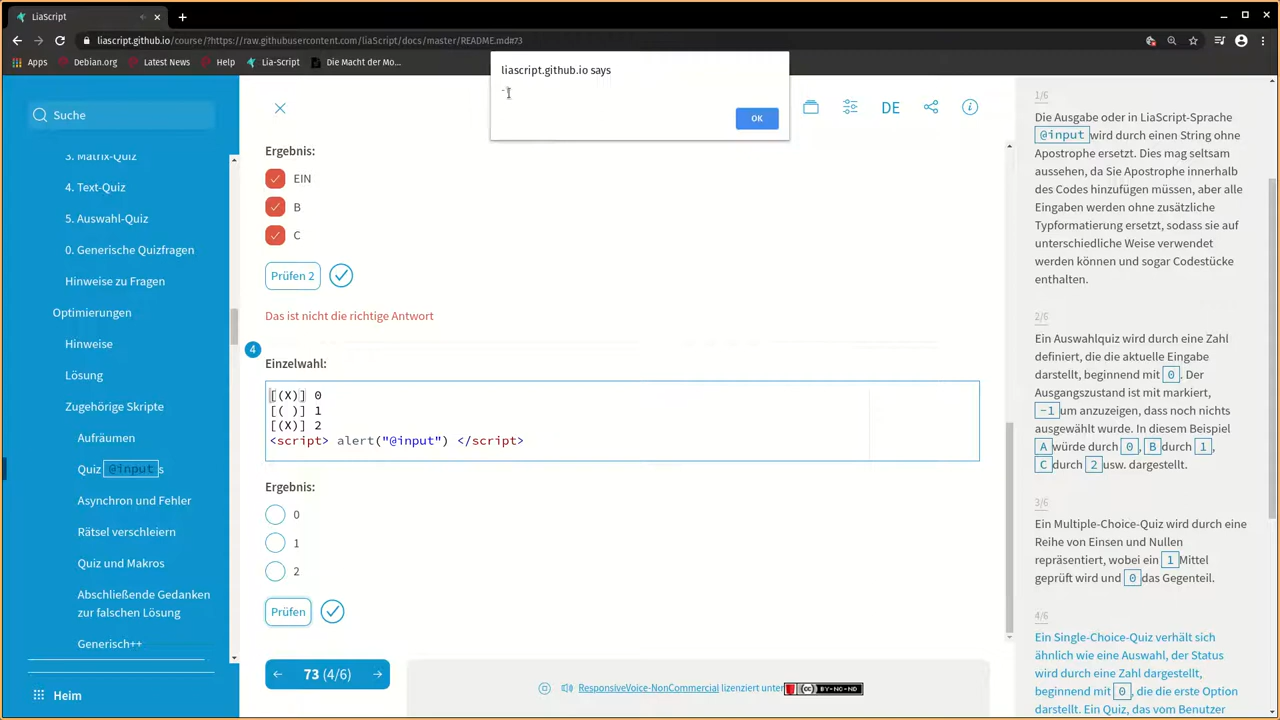 LiaScript
liascript.github.io/course/?https://raw.githubusercontent.com/liaScript/docs/master/README.md#73
Apps
Debian.org
Latest News
Help
Lia-Script
Die Macht der Mo...
liascript.github.io says
OK
Suche
3. Matrix-Quiz
4. Text-Quiz
5. Auswahl-Quiz
0. Generische Quizfragen
Hinweise zu Fragen
Optimierungen
Hinweise
Lösung
Zugehörige Skripte
Aufräumen
Quiz @input s
Asynchron und Fehler
Rätsel verschleiern
Quiz und Makros
Abschließende Gedanken
zur falschen Lösung
Generisch++
Heim
DE
Ergebnis:
EIN
B
C
Prüfen 2
Das ist nicht die richtige Antwort
4
Einzelwahl:
[(X)] 0
[( )] 1
[(X)] 2
<script> alert("@input") </script>
Ergebnis:
0
1
2
Prüfen
73 (4/6)
ResponsiveVoice-NonCommercial lizenziert unter
cc BY-NC-ND
1/6
Die Ausgabe oder in LiaScript-Sprache
@input wird durch einen String ohne
Apostrophe ersetzt. Dies mag seltsam
aussehen, da Sie Apostrophe innerhalb
des Codes hinzufügen müssen, aber alle
Eingaben werden ohne zusätzliche
Typformatierung ersetzt, sodass sie auf
unterschiedliche Weise verwendet
werden können und sogar Codestücke
enthalten.
2/6
Ein Auswahlquiz wird durch eine Zahl
definiert, die die aktuelle Eingabe
darstellt, beginnend mit 0. Der
Ausgangszustand ist mit markiert,
-1 um anzuzeigen, dass noch nichts
ausgewählt wurde. In diesem Beispiel
A würde durch 0, B durch 1,
C durch 2 usw. dargestellt.
3/6
Ein Multiple-Choice-Quiz wird durch eine
Reihe von Einsen und Nullen
repräsentiert, wobei ein 1 Mittel
geprüft wird und 0 das Gegenteil.
4/6
Ein Single-Choice-Quiz verhält sich
ähnlich wie eine Auswahl, der Status
wird durch eine Zahl dargestellt,
beginnend mit 0, die die erste Option
darstellt. Ein Quiz, das vom Benutzer